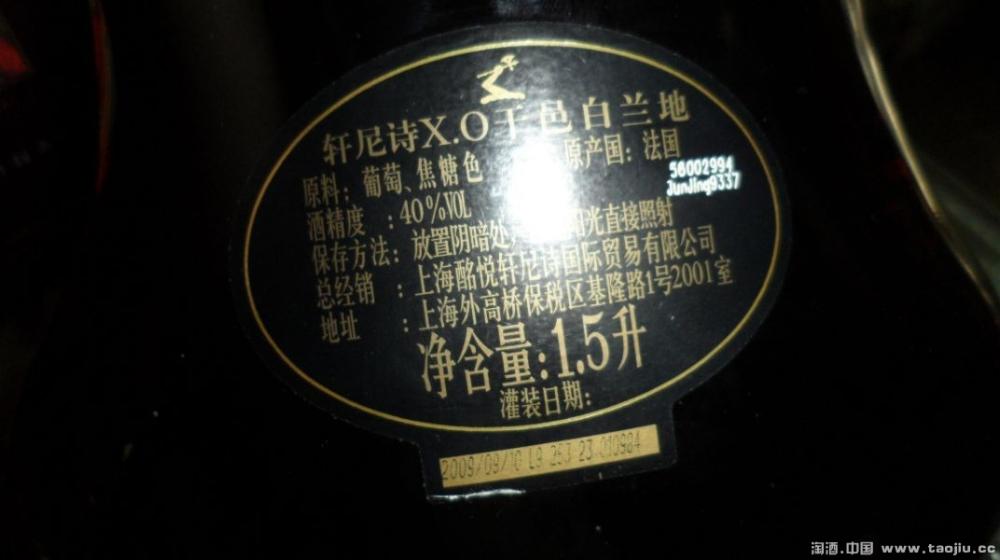 轩尼诗X.O干邑白兰地
原料：葡萄、焦糖色 原产国：法国
58002994
JunJing9337
酒精度：40%VOL
保存方法：放置阴暗处 阳光直接照射
总经销：上海酩悦轩尼诗国际贸易有限公司
地址：上海外高桥保税区基隆路1号2001室
净含量:1.5升
灌装日期:
2009/09/10 L9 253 23 010984
淘酒.中国 www.taojiu.cc